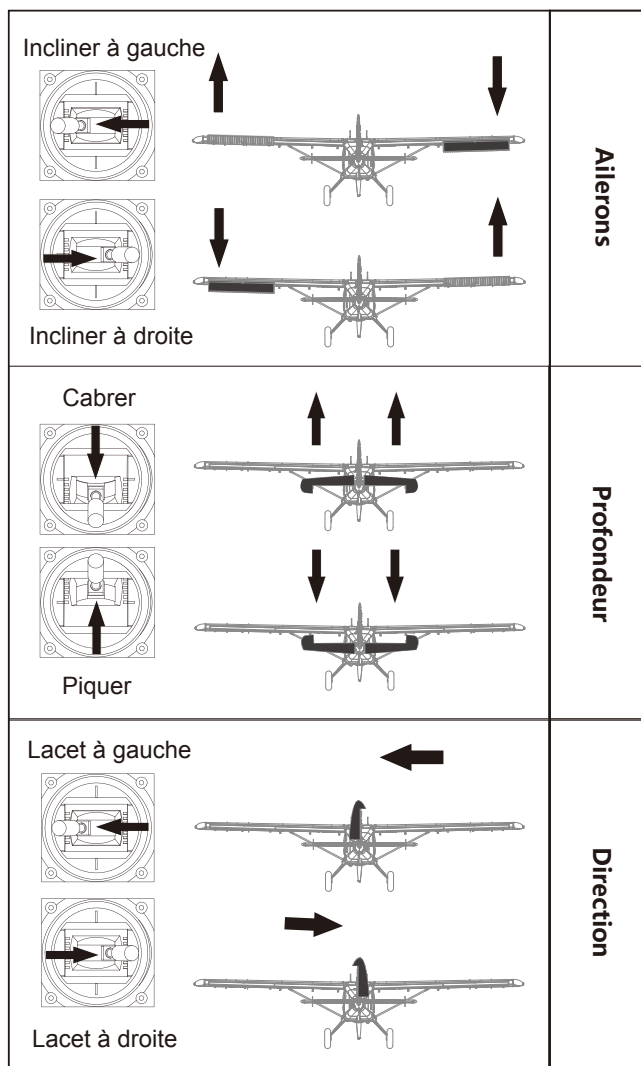 Incliner à gauche
Incliner à droite
Ailerons
Cabrer
Piquer
Profondeur
Lacet à gauche
Lacet à droite
Direction